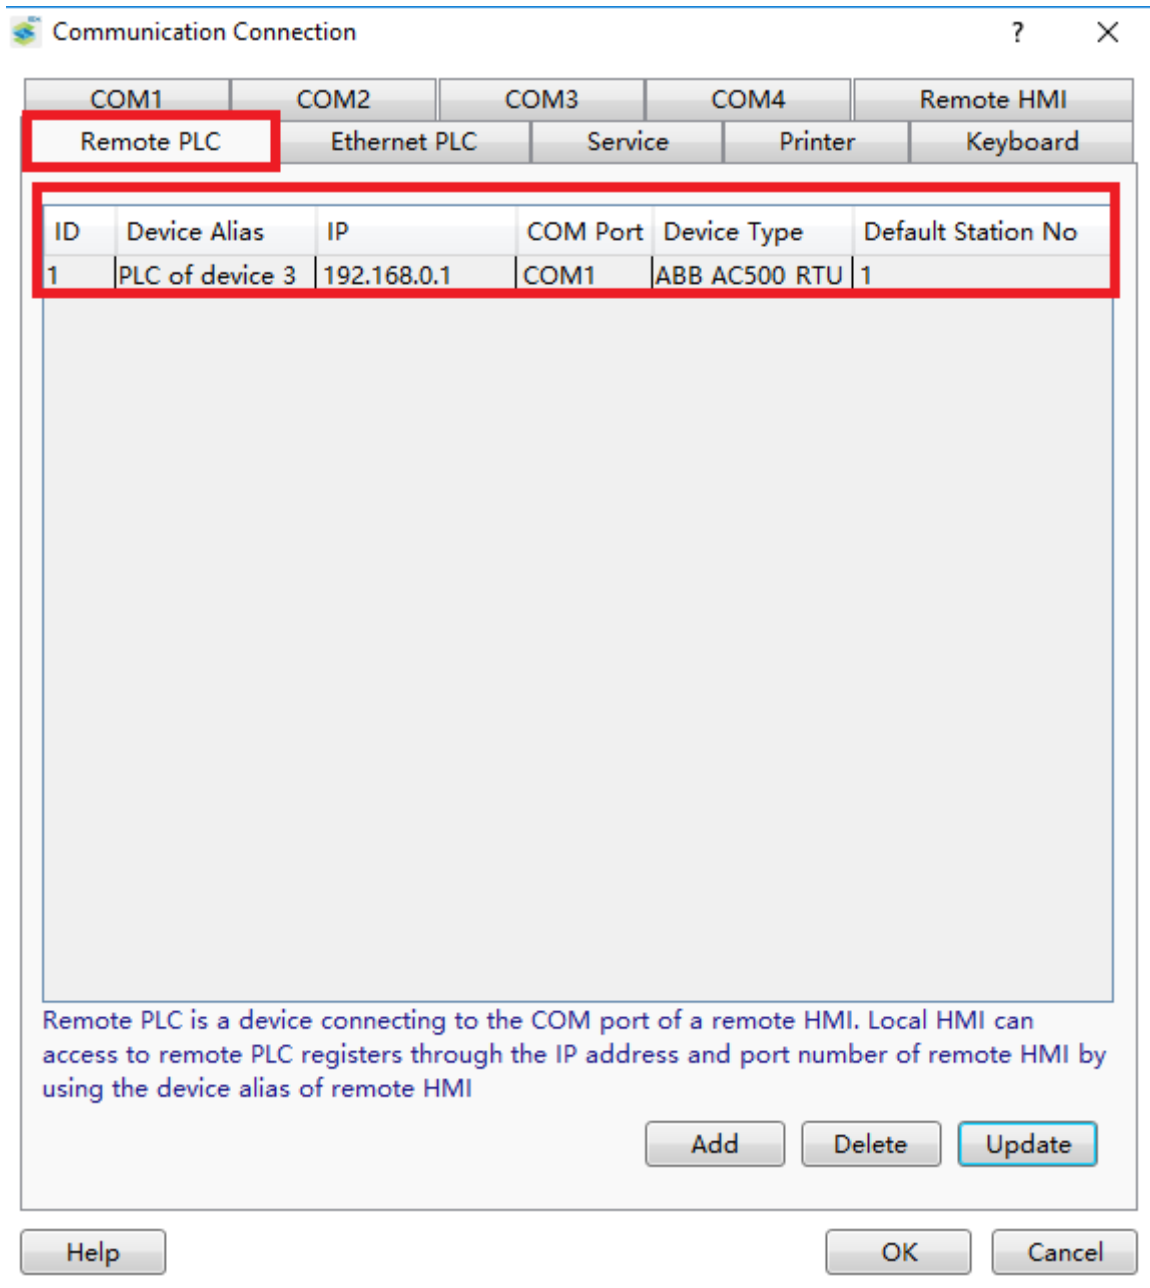 Communication Connection ?
COM1 COM2 COM3 COM4 Remote HMI
Remote PLC Ethernet PLC Service Printer Keyboard
ID Device Alias IP COM Port Device Type Default Station No
1 PLC of device 3 192.168.0.1 COM1 ABB AC500 RTU 1
Remote PLC is a device connecting to the COM port of a remote HMI. Local HMI can
access to remote PLC registers through the IP address and port number of remote HMI by
using the device alias of remote HMI
Add Delete Update
Help OK Cancel